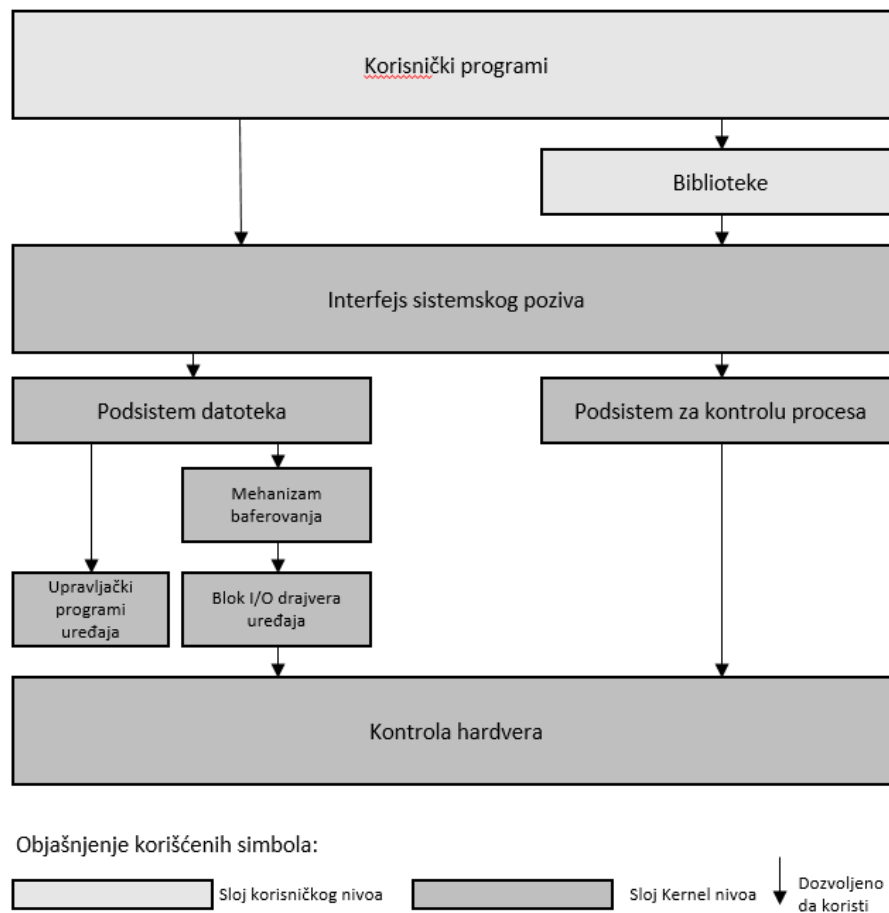 Korisnički programi
Biblioteke
Interfejs sistemskog poziva
Podsistem datoteka
Podsistem za kontrolu procesa
Mehanizam
baferovanja
Upravljački
programi
uređaja
Blok I/O drajvera
uređaja
Kontrola hardvera
Objašnjenje korišćenih simbola:
Sloj korisničkog nivoa
Sloj Kernel nivoa
Dozvoljeno
da koristi